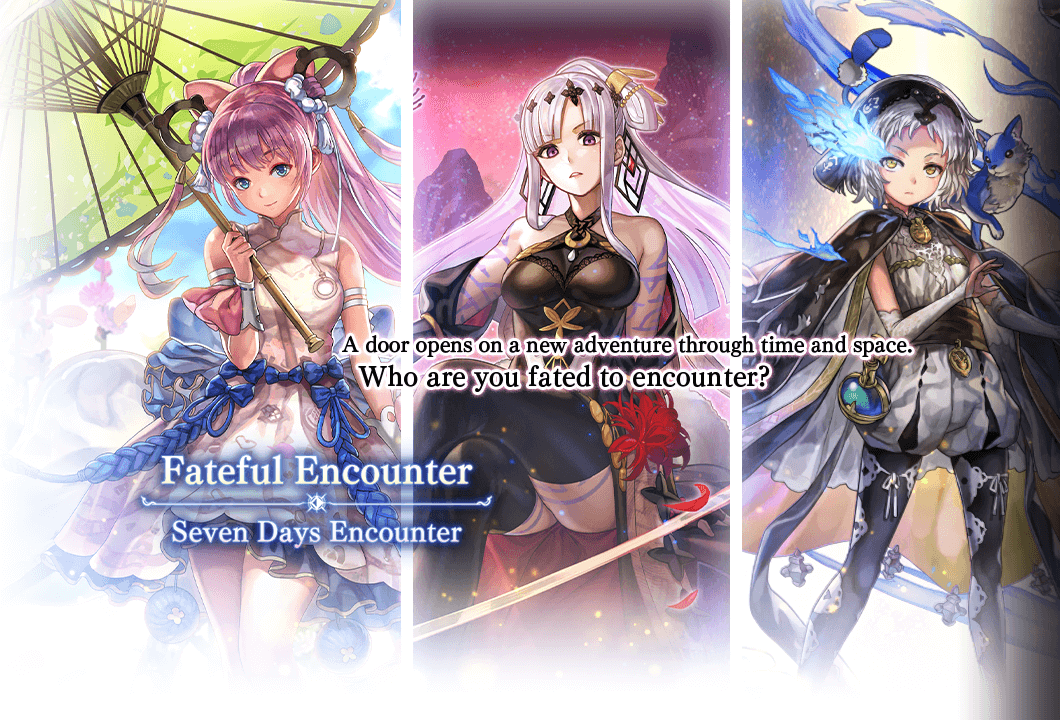 A door opens on a new adventure through time and space.
Who are you fated to encounter?
Fateful Encounter
Seven Days Encounter